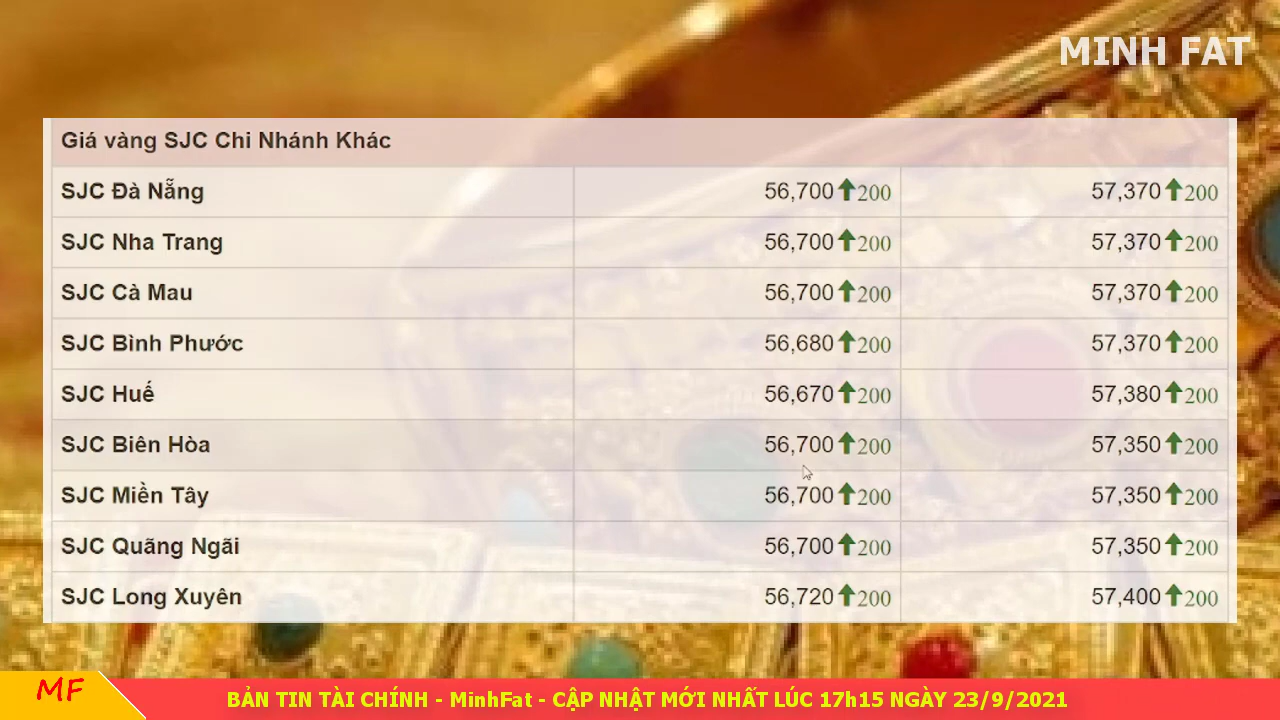 MINH FAT
Giá vàng SJC Chi Nhánh Khác
SJC Đà Nẵng 56,700 200 57,370 200
SJC Nha Trang 56,700 200 57,370 200
SJC Cà Mau 56,700 200 57,370 200
SJC Bình Phước 56,680 200 57,370 200
SJC Huế 56,670 200 57,380 200
SJC Biên Hòa 56,700 200 57,350 200
SJC Miền Tây 56,700 200 57,350 200
SJC Quãng Ngãi 56,700 200 57,350 200
SJC Long Xuyên 56,720 200 57,400 200
MF
BẢN TIN TÀI CHÍNH - MinhFat - CẬP NHẬT MỚI NHẤT LÚC 17h15 NGÀY 23/9/2021